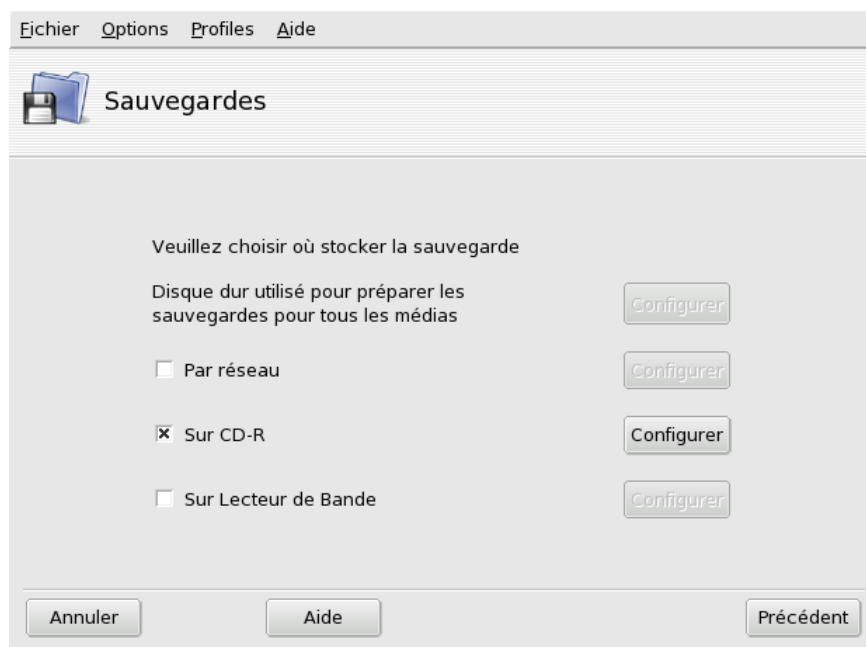 Fichier Options Profiles Aide
Sauvegardes
Veuillez choisir où stocker la sauvegarde
Disque dur utilisé pour préparer les
sauvegardes pour tous les médias
Configurer
Par réseau
Configurer
Sur CD-R
Configurer
Sur Lecteur de Bande
Configurer
Annuler Aide Précédent